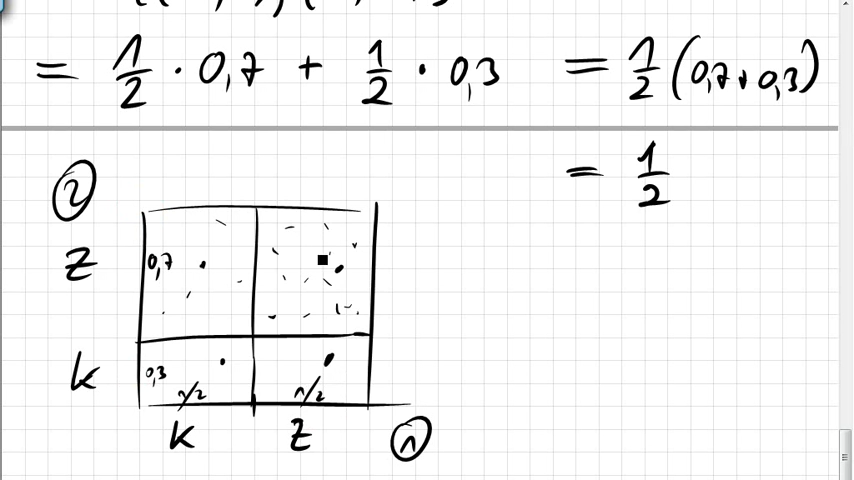 = 1/2 · 0,7 + 1/2 · 0,3 = 1/2 (0,7 + 0,3)
= 1/2
②
Z 0,7
K 0,3
1/2 1/2
K Z ①